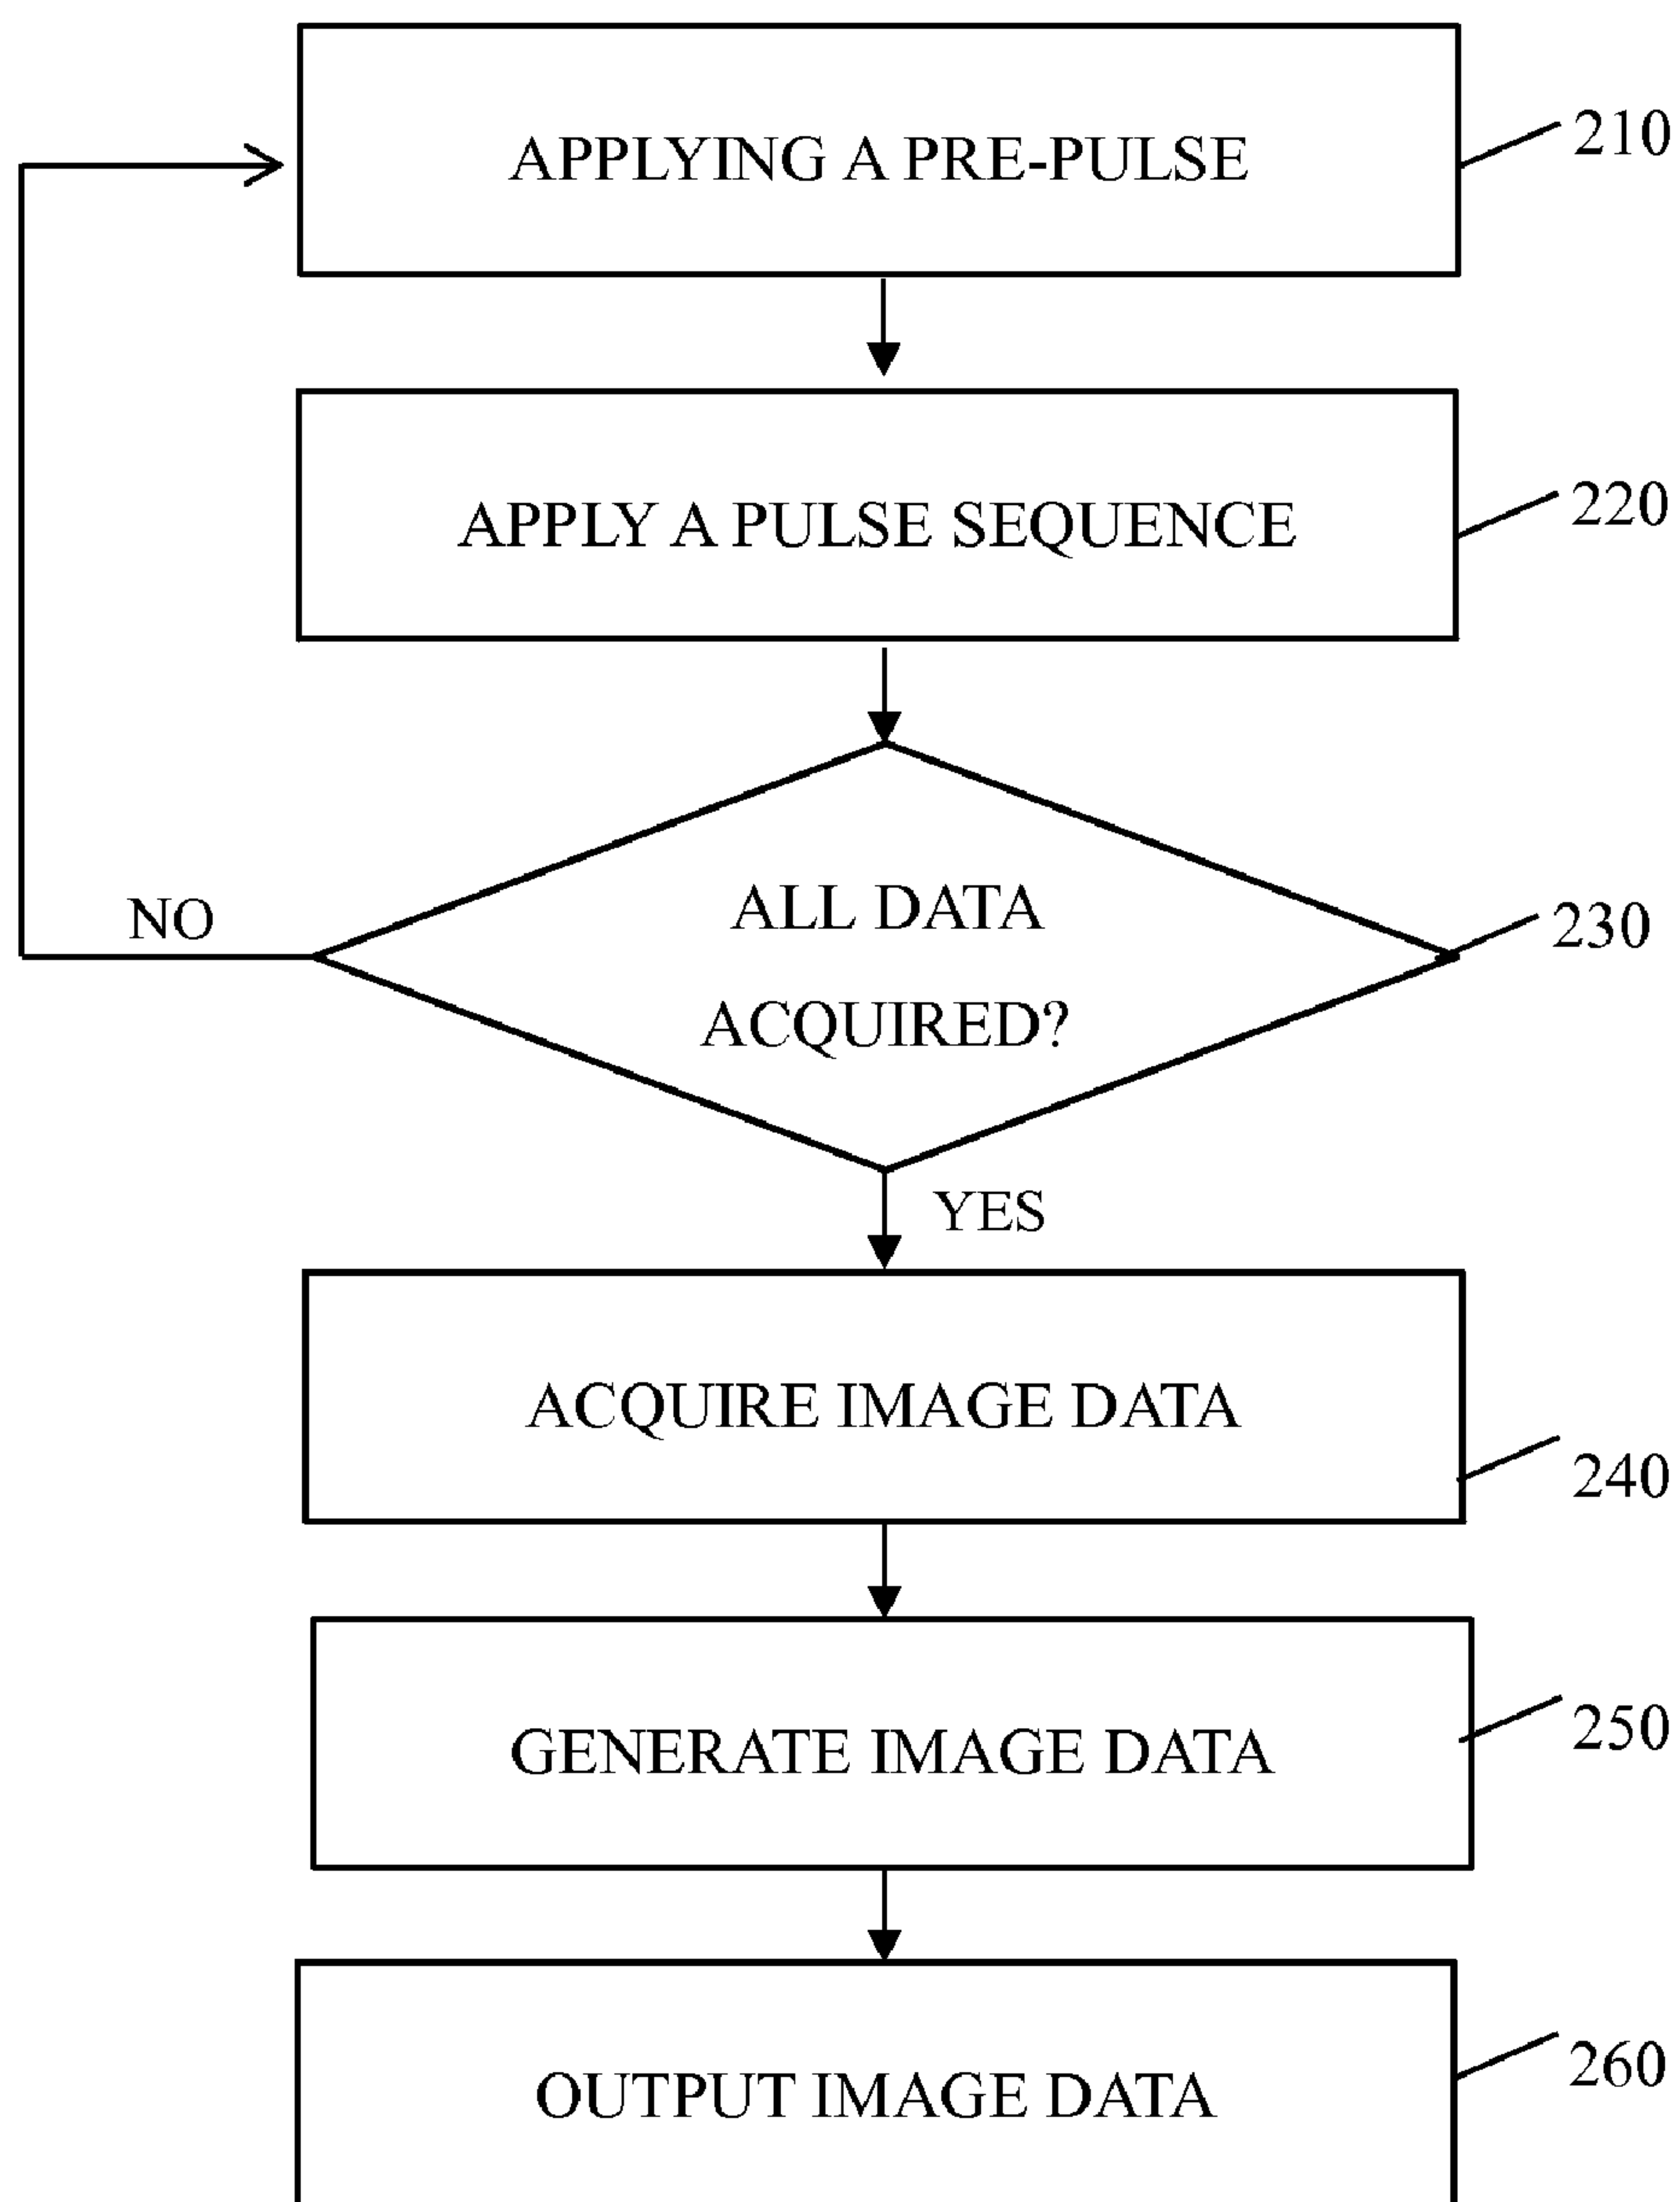 APPLYING A PRE-PULSE
210
APPLY A PULSE SEQUENCE
220
ALL DATA
ACQUIRED?
230
NO
YES
ACQUIRE IMAGE DATA
240
GENERATE IMAGE DATA
250
OUTPUT IMAGE DATA
260